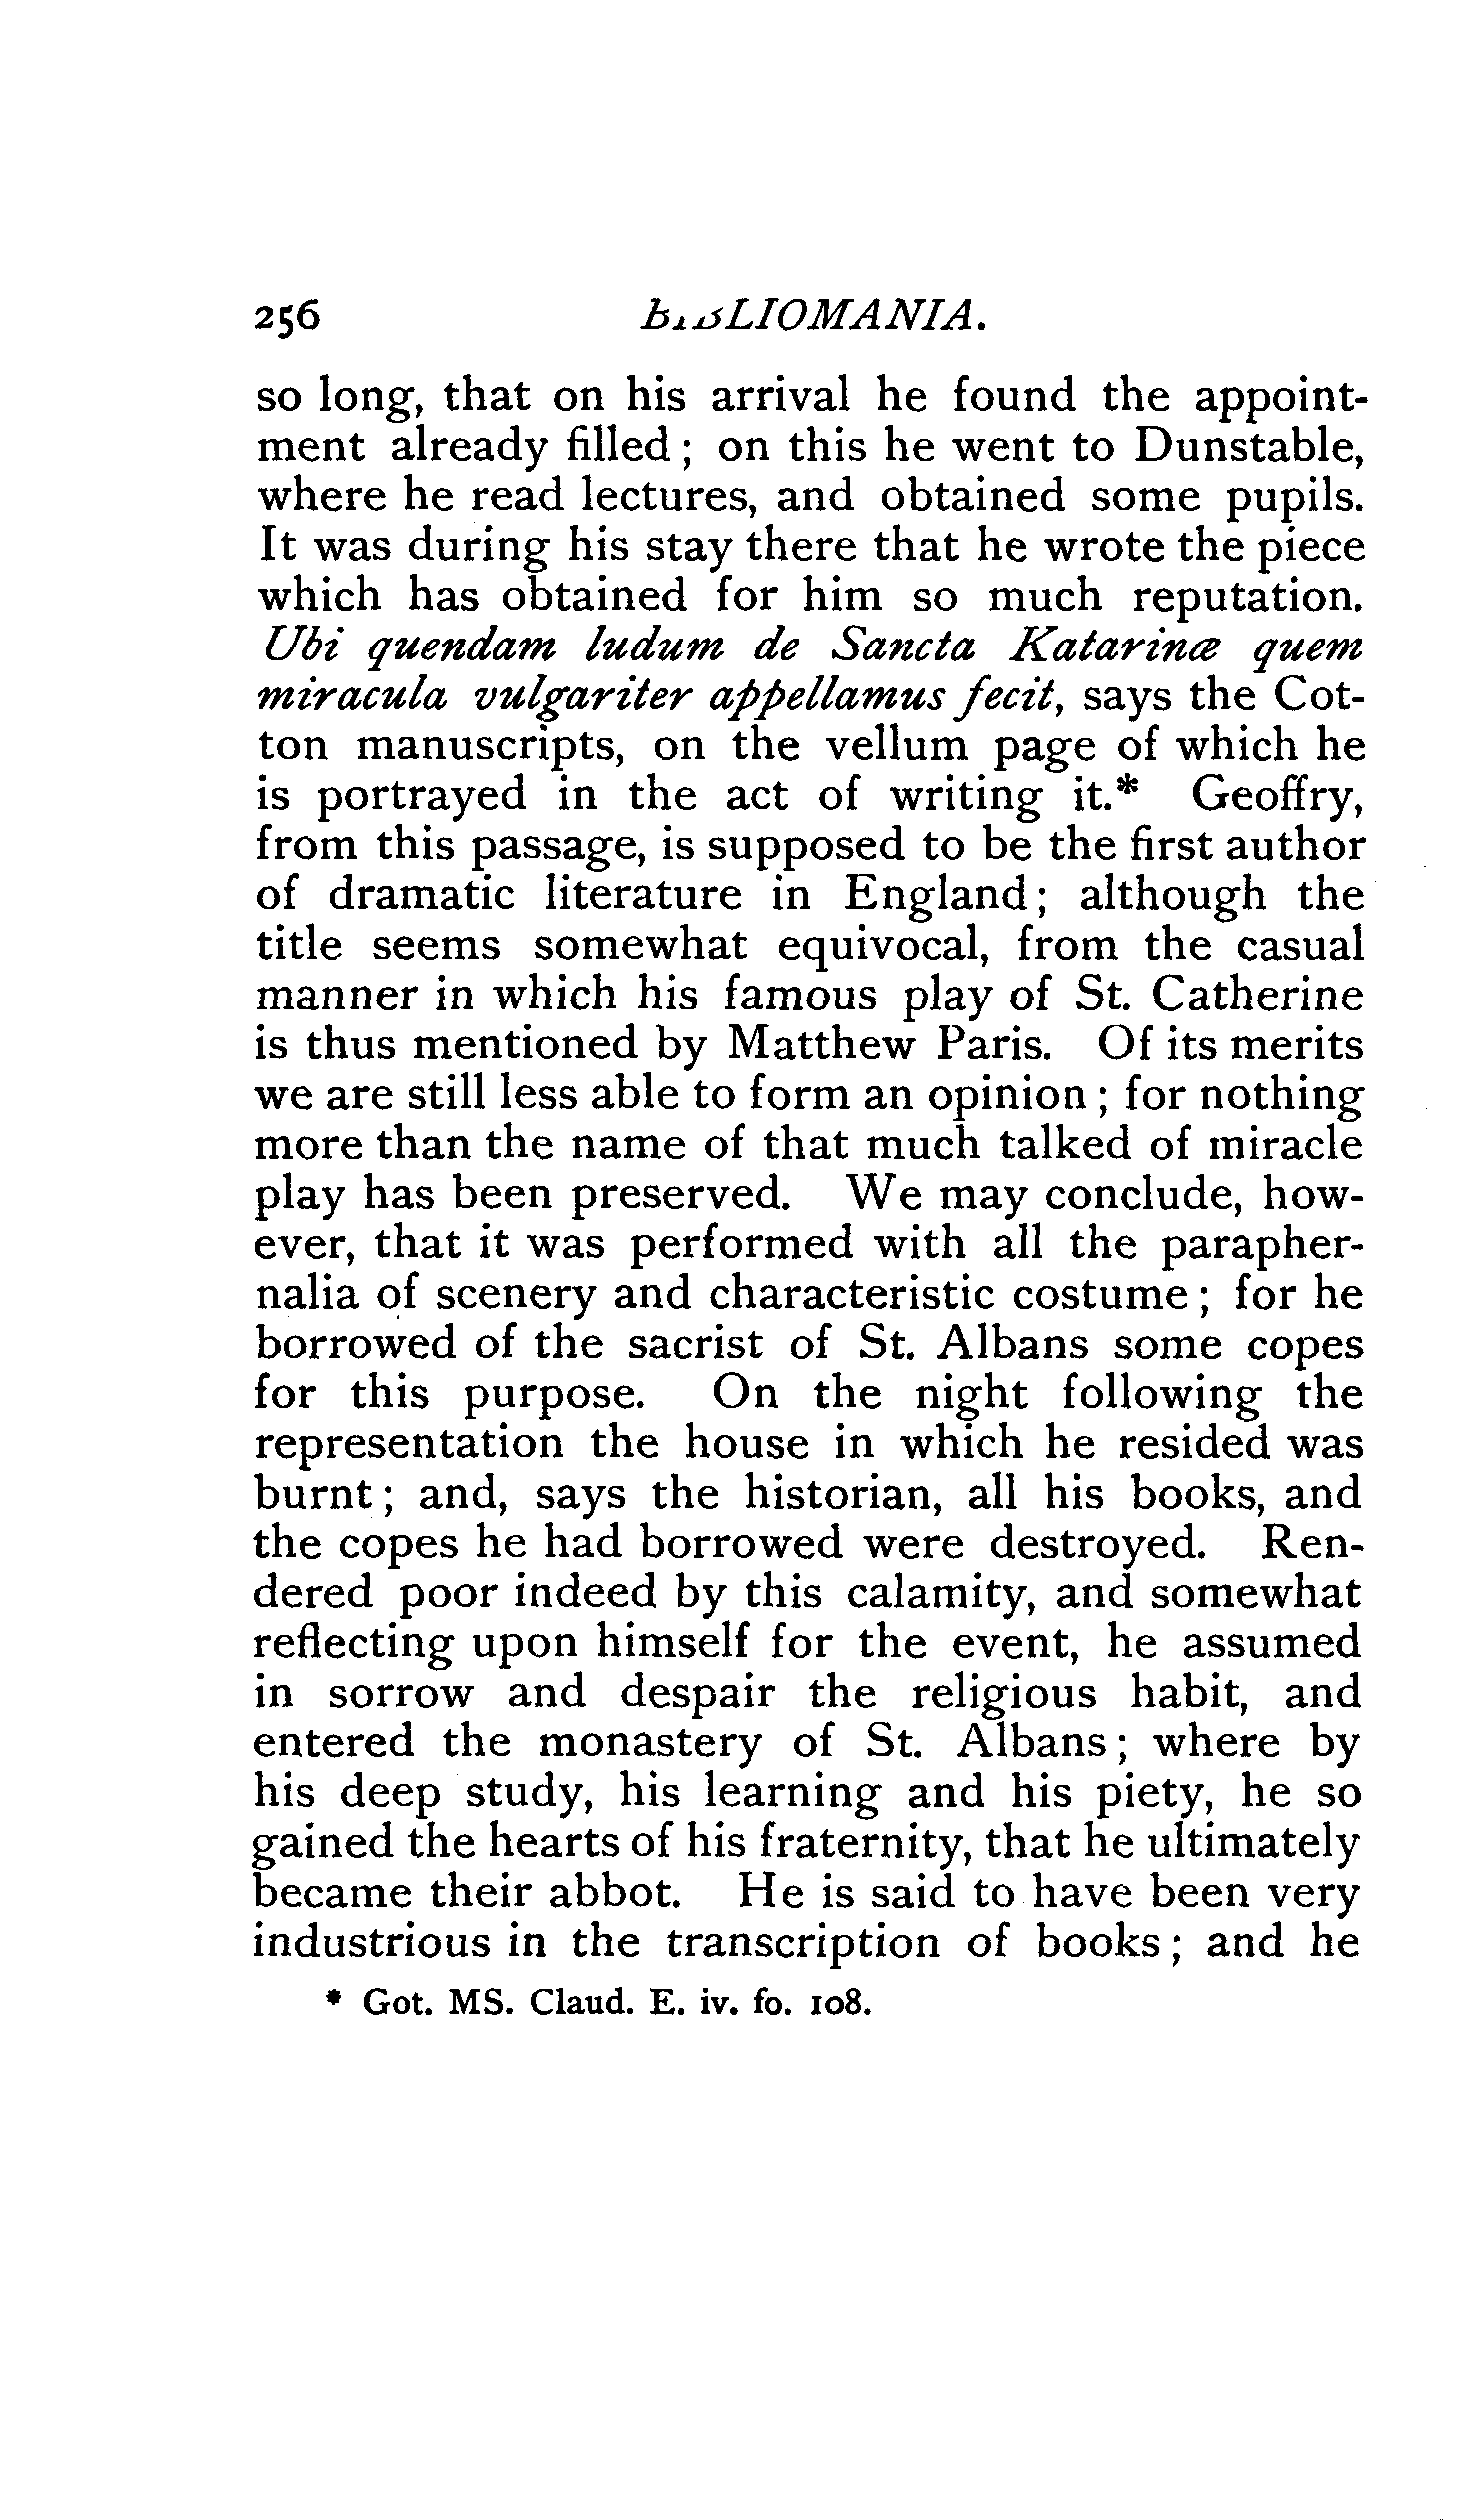 256 BIBLIOMANIA.
so long, that on his arrival he found the appoint-
ment already filled; on this he went to Dunstable,
where he read lectures, and obtained some pupils.
It was during his stay there that he wrote the piece
which has obtained for him so much reputation.
Ubi quendam ludum de Sancta Katarinæ quem
miracula vulgariter appellamus fecit, says the Cot-
ton manuscripts, on the vellum page of which he
is portrayed in the act of writing it.* Geoffry,
from this passage, is supposed to be the first author
of dramatic literature in England; although the
title seems somewhat equivocal, from the casual
manner in which his famous play of St. Catherine
is thus mentioned by Matthew Paris. Of its merits
we are still less able to form an opinion; for nothing
more than the name of that much talked of miracle
play has been preserved. We may conclude, how-
ever, that it was performed with all the parapher-
nalia of scenery and characteristic costume; for he
borrowed of the sacrist of St. Albans some copes
for this purpose. On the night following the
representation the house in which he resided was
burnt; and, says the historian, all his books, and
the copes he had borrowed were destroyed. Ren-
dered poor indeed by this calamity, and somewhat
reflecting upon himself for the event, he assumed
in sorrow and despair the religious habit, and
entered the monastery of St. Albans; where by
his deep study, his learning and his piety, he so
gained the hearts of his fraternity, that he ultimately
became their abbot. He is said to have been very
industrious in the transcription of books; and he
* Got. MS. Claud. E. iv. fo. 108.